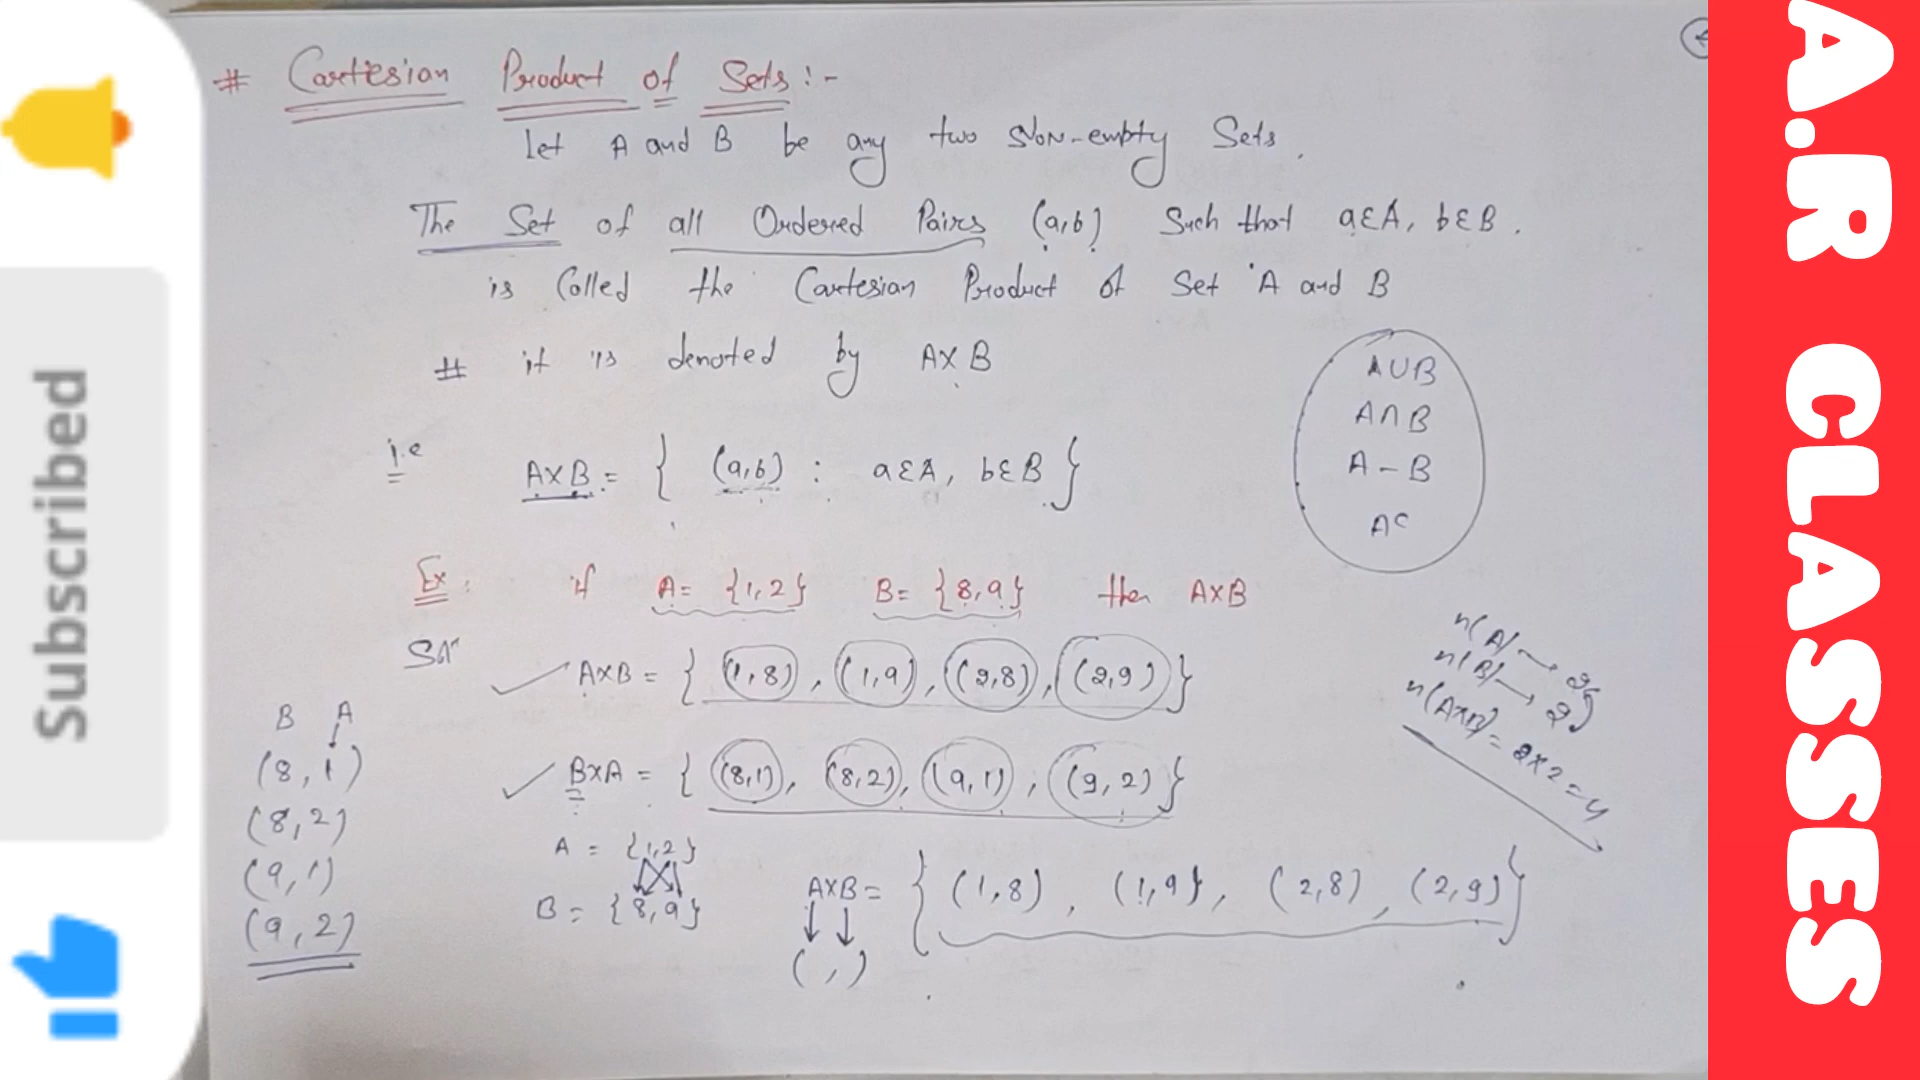 # Cartesian Product of Sets :-
Let A and B be any two Non-empty Sets.
The Set of all Ordered Pairs (a,b) Such that a∈A, b∈B.
is Called the Cartesian Product of Set A and B
# it is denoted by A×B
A∪B
A∩B
A-B
Aᶜ
i.e A×B = { (a,b) : a∈A, b∈B }
Ex: if A= {1,2} B= {8,9} then A×B
Solⁿ A×B = { (1,8), (1,9), (2,8), (2,9) }
n(A) → 2
n(B) → 2
n(A×B) = 2×2 = 4
B×A = { (8,1), (8,2), (9,1), (9,2) }
B A
(8,1)
(8,2)
(9,1)
(9,2)
A = {1,2}
B = {8,9}
A×B = { (1,8), (1,9), (2,8), (2,9) }
( , )
Subscribed
A.R CLASSES